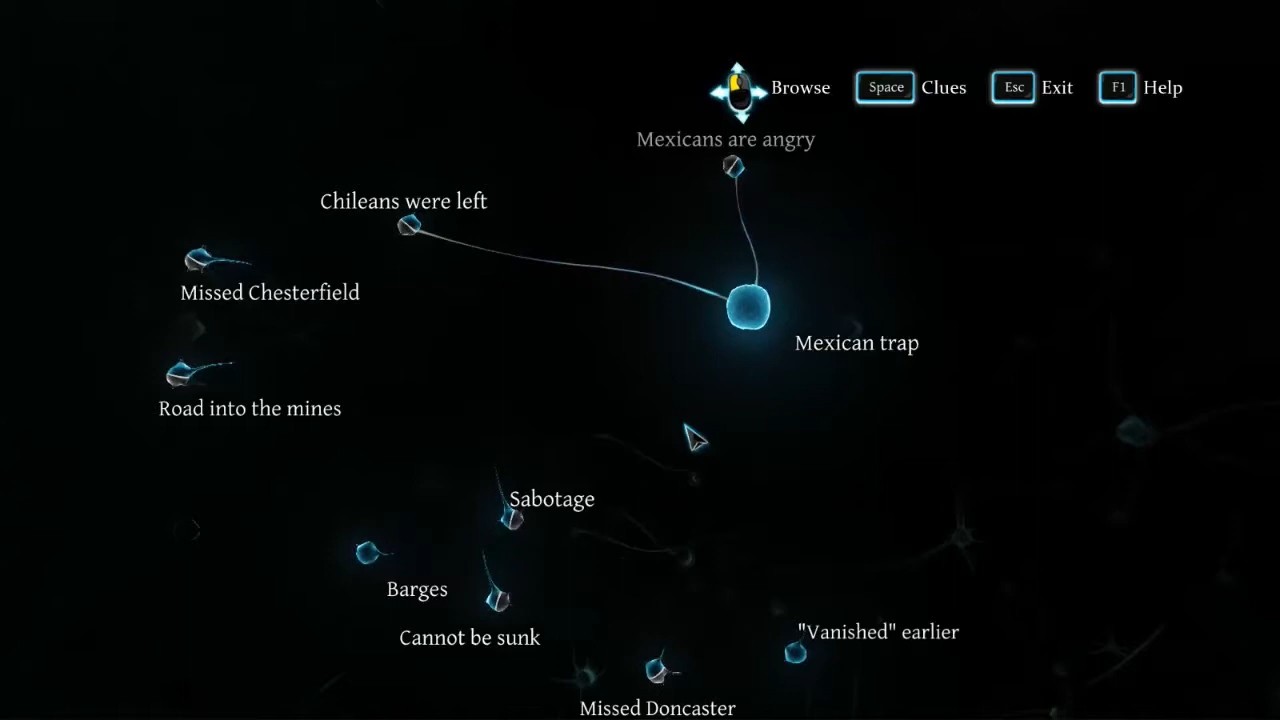 Browse
Space
Clues
Esc
Exit
F1
Help
Mexicans are angry
Chileans were left
Missed Chesterfield
Mexican trap
Road into the mines
Sabotage
Barges
Cannot be sunk
"Vanished" earlier
Missed Doncaster